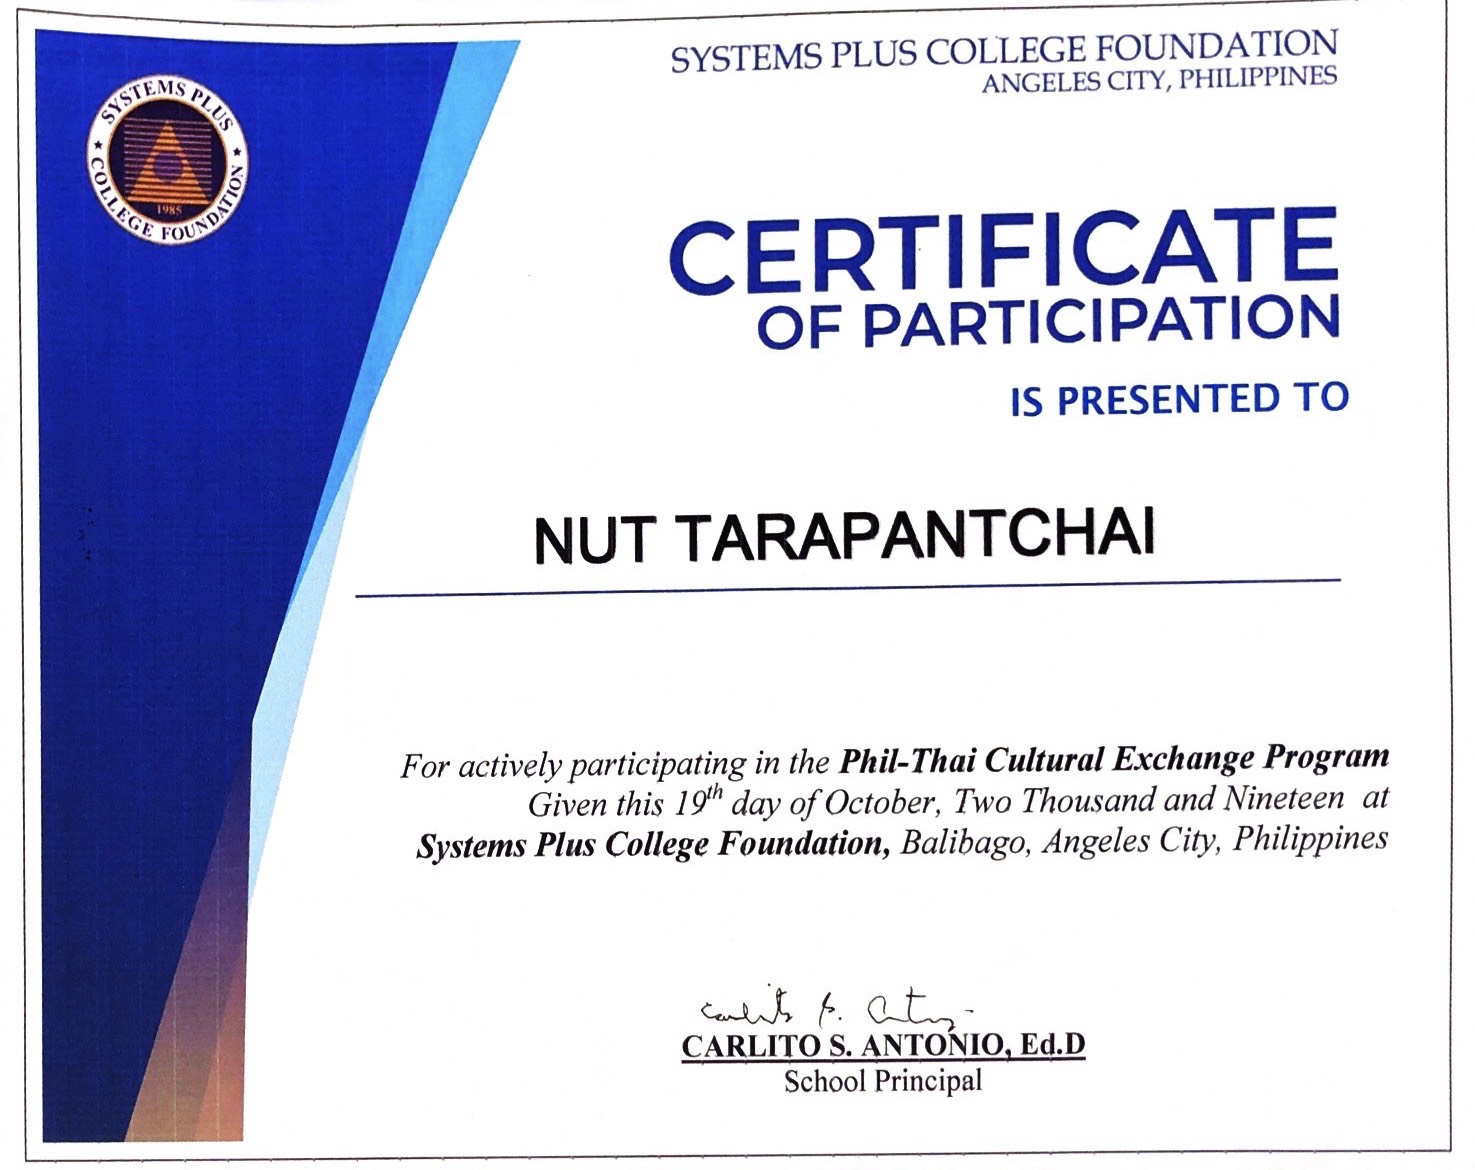 SYSTEMS PLUS COLLEGE FOUNDATION
ANGELES CITY, PHILIPPINES
SYSTEMS PLUS
★ COLLEGE FOUNDATION ★
1985
CERTIFICATE
OF PARTICIPATION
IS PRESENTED TO
NUT TARAPANTCHAI
For actively participating in the Phil-Thai Cultural Exchange Program
Given this 19th day of October, Two Thousand and Nineteen at
Systems Plus College Foundation, Balibago, Angeles City, Philippines
Carlito S. Antonio
CARLITO S. ANTONIO, Ed.D
School Principal